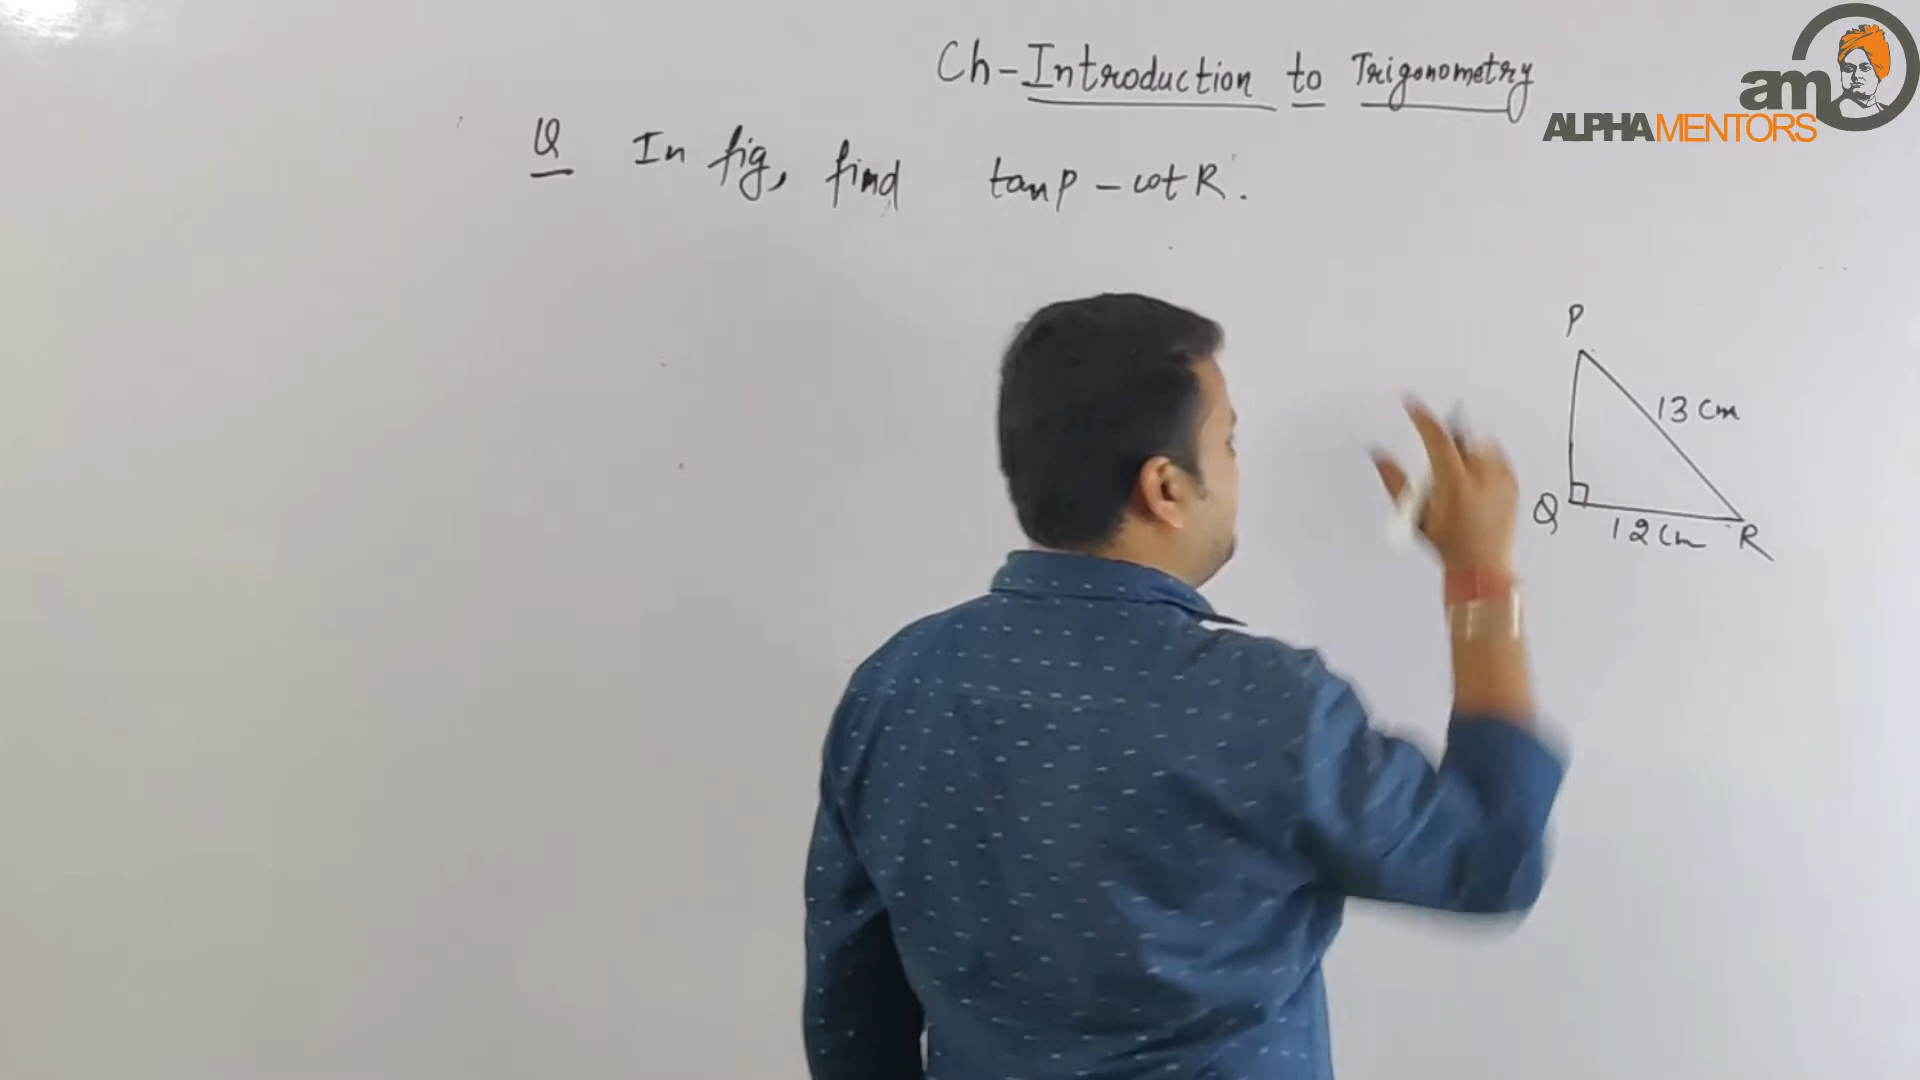 Ch-Introduction to Trigonometry
am
ALPHAMENTORS
Q In fig, find tanP - cotR.
P
13 cm
Q
12 cm R